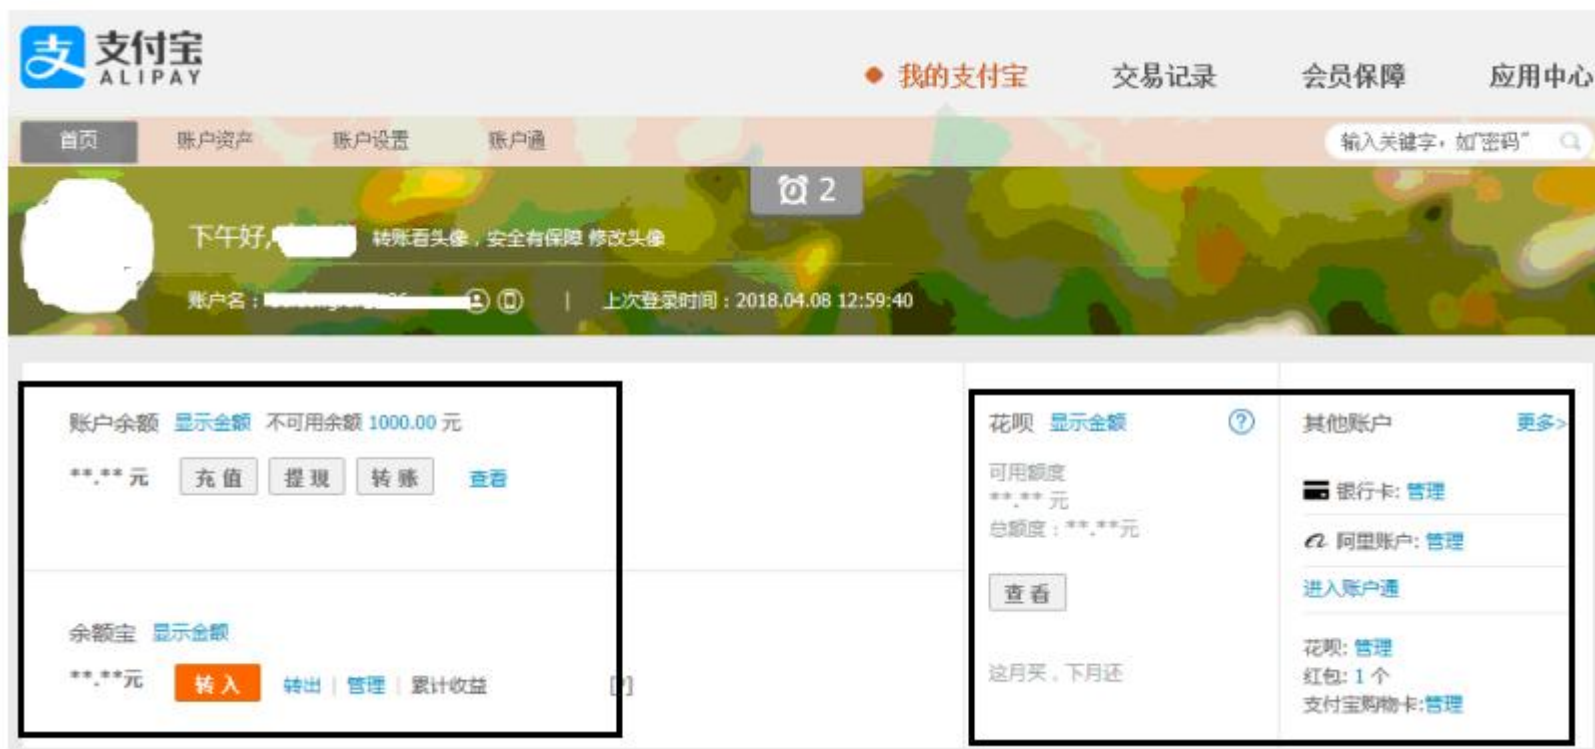 支付宝
ALIPAY
我的支付宝 交易记录 会员保障 应用中心
首页 账户资产 账户设置 账户通 输入关键字，如"密码"
2
下午好, 转账看头像，安全有保障 修改头像
账户名： | 上次登录时间：2018.04.08 12:59:40
账户余额 显示金额 不可用余额 1000.00 元
**.** 元 充值 提现 转账 查看
余额宝 显示金额
**.**元 转入 转出 | 管理 | 累计收益
花呗 显示金额 ?
可用额度
**.** 元
总额度：**.**元
查看
这月买，下月还
其他账户 更多>
银行卡: 管理
阿里账户: 管理
进入账户通
花呗: 管理
红包: 1 个
支付宝购物卡:管理